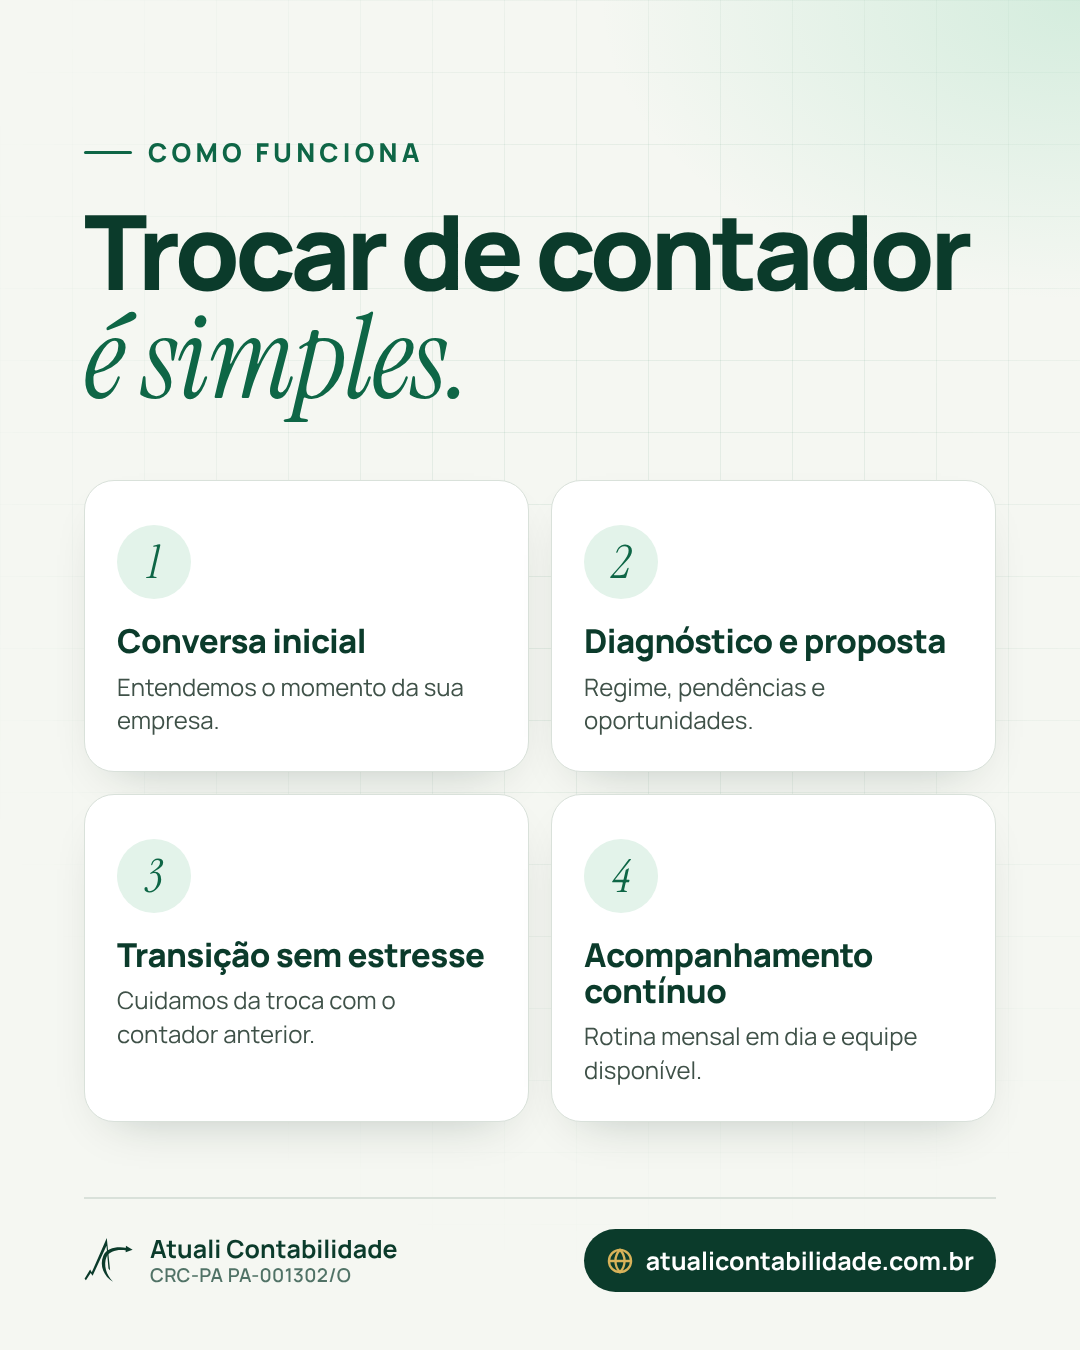 COMO FUNCIONA
Trocar de contador
é simples.
1
Conversa inicial
Entendemos o momento da sua
empresa.
2
Diagnóstico e proposta
Regime, pendências e
oportunidades.
3
Transição sem estresse
Cuidamos da troca com o
contador anterior.
4
Acompanhamento
contínuo
Rotina mensal em dia e equipe
disponível.
Atuali Contabilidade
CRC-PA PA-001302/O
atualicontabilidade.com.br